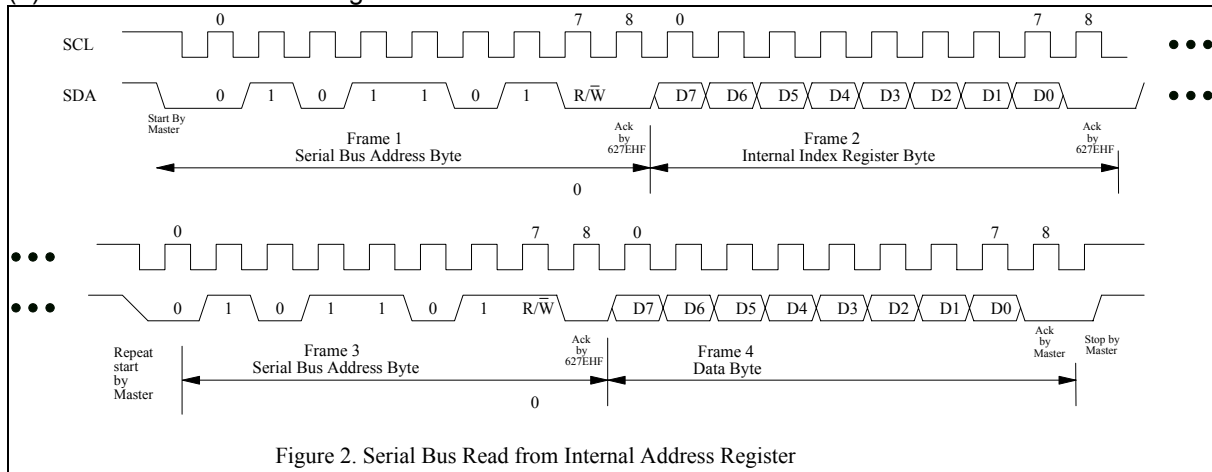 0 7 8 0 7 8
SCL
SDA 0 1 0 1 1 0 1 R/W̅ D7 D6 D5 D4 D3 D2 D1 D0
Start By
Master
Frame 1
Serial Bus Address Byte
Ack
by
627EHF
Frame 2
Internal Index Register Byte
Ack
by
627EHF
0
0 7 8 0 7 8
0 1 0 1 1 0 1 R/W̅ D7 D6 D5 D4 D3 D2 D1 D0
Repeat
start
by
Master
Frame 3
Serial Bus Address Byte
Ack
by
627EHF
Frame 4
Data Byte
Ack
by
Master
Stop by
Master
0
Figure 2. Serial Bus Read from Internal Address Register